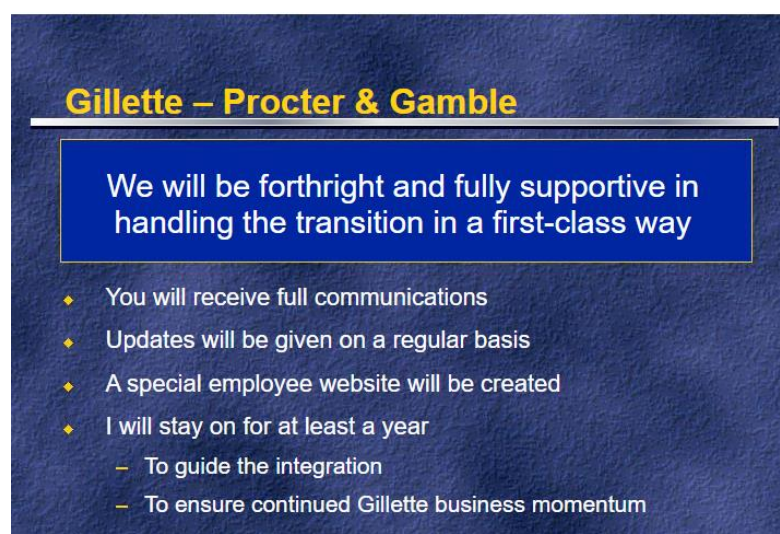 Gillette – Procter & Gamble
We will be forthright and fully supportive in
handling the transition in a first-class way
You will receive full communications
Updates will be given on a regular basis
A special employee website will be created
I will stay on for at least a year
– To guide the integration
– To ensure continued Gillette business momentum